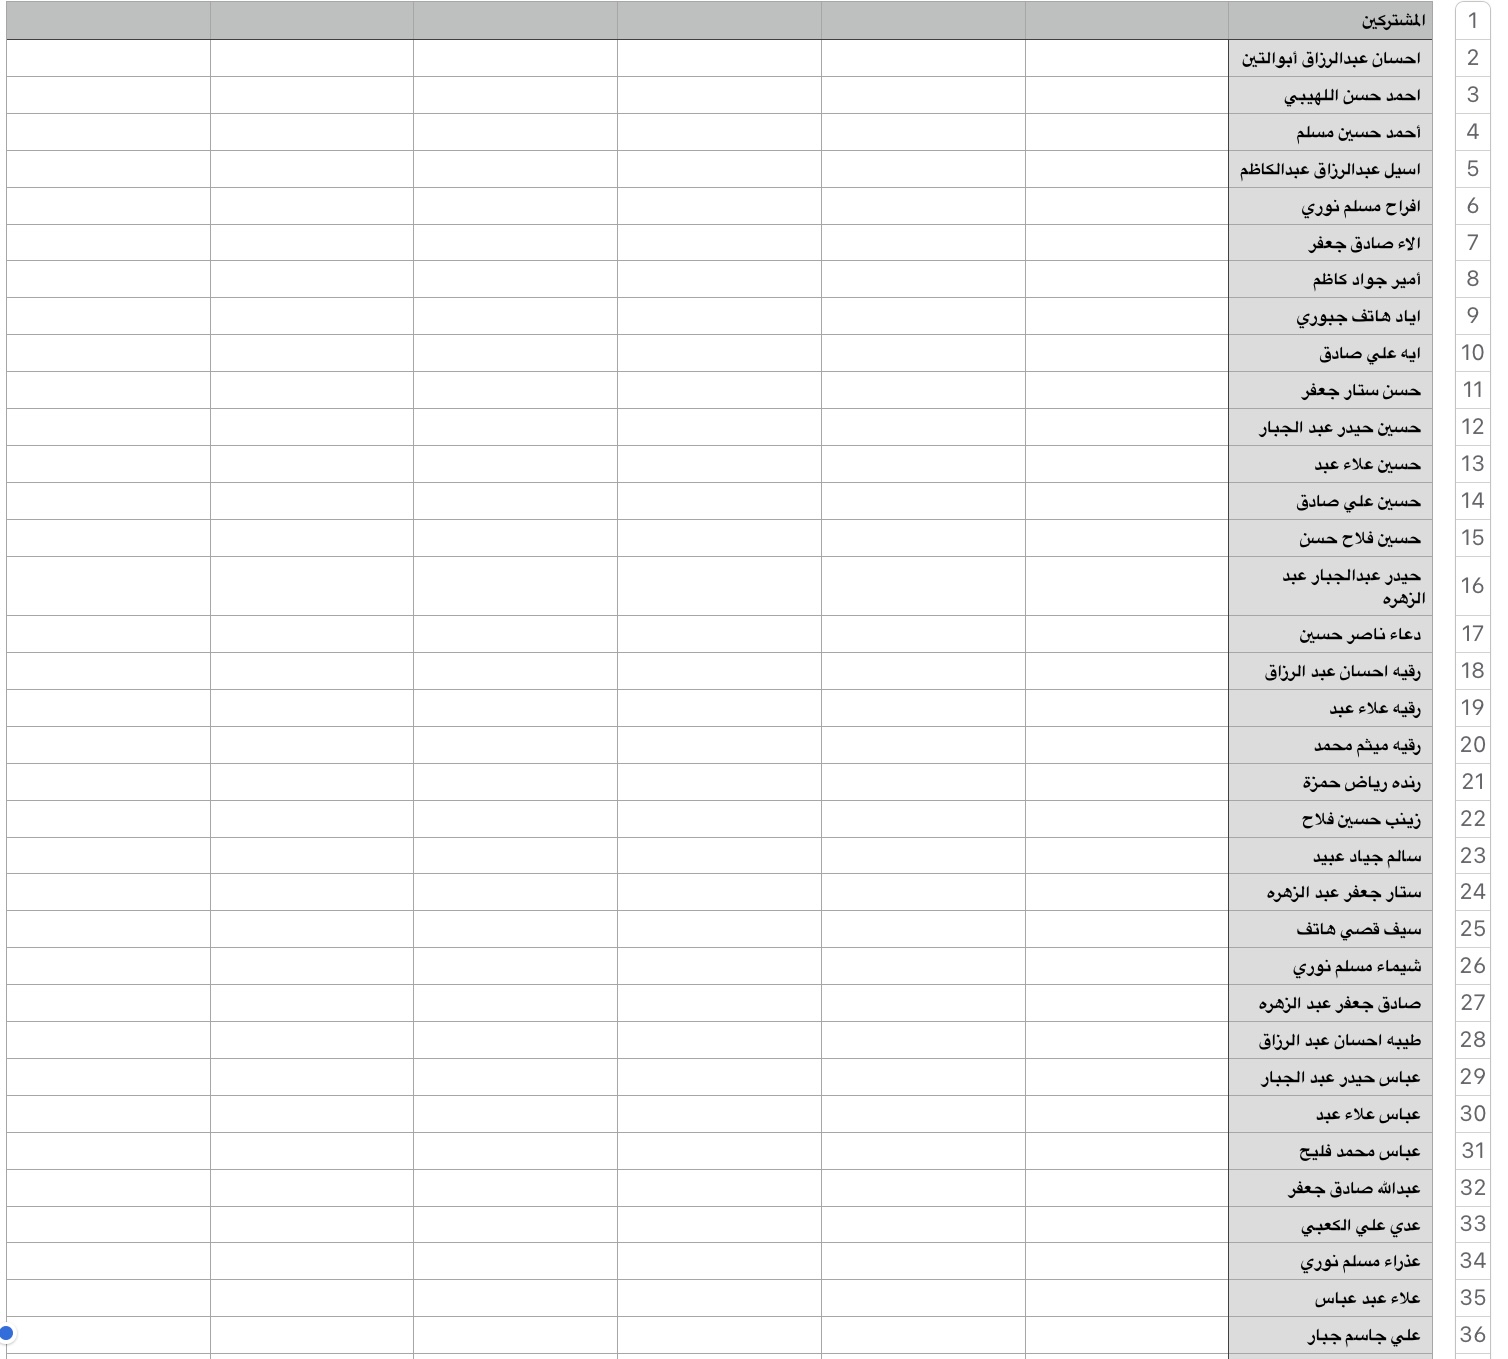 1 المشتركين
2 احسان عبدالرزاق أبوالتين
3 احمد حسن اللهيبي
4 أحمد حسين مسلم
5 اسيل عبدالرزاق عبدالكاظم
6 افراح مسلم نوري
7 الاء صادق جعفر
8 أمير جواد كاظم
9 اياد هاتف جبوري
10 ايه علي صادق
11 حسن ستار جعفر
12 حسين حيدر عبد الجبار
13 حسين علاء عبد
14 حسين علي صادق
15 حسين فلاح حسن
16 حيدر عبدالجبار عبد
الزهره
17 دعاء ناصر حسين
18 رقيه احسان عبد الرزاق
19 رقيه علاء عبد
20 رقيه ميثم محمد
21 رنده رياض حمزة
22 زينب حسين فلاح
23 سالم جياد عبيد
24 ستار جعفر عبد الزهره
25 سيف قصي هاتف
26 شيماء مسلم نوري
27 صادق جعفر عبد الزهره
28 طيبه احسان عبد الرزاق
29 عباس حيدر عبد الجبار
30 عباس علاء عبد
31 عباس محمد فليح
32 عبدالله صادق جعفر
33 عدي علي الكعبي
34 عذراء مسلم نوري
35 علاء عبد عباس
36 علي جاسم جبار